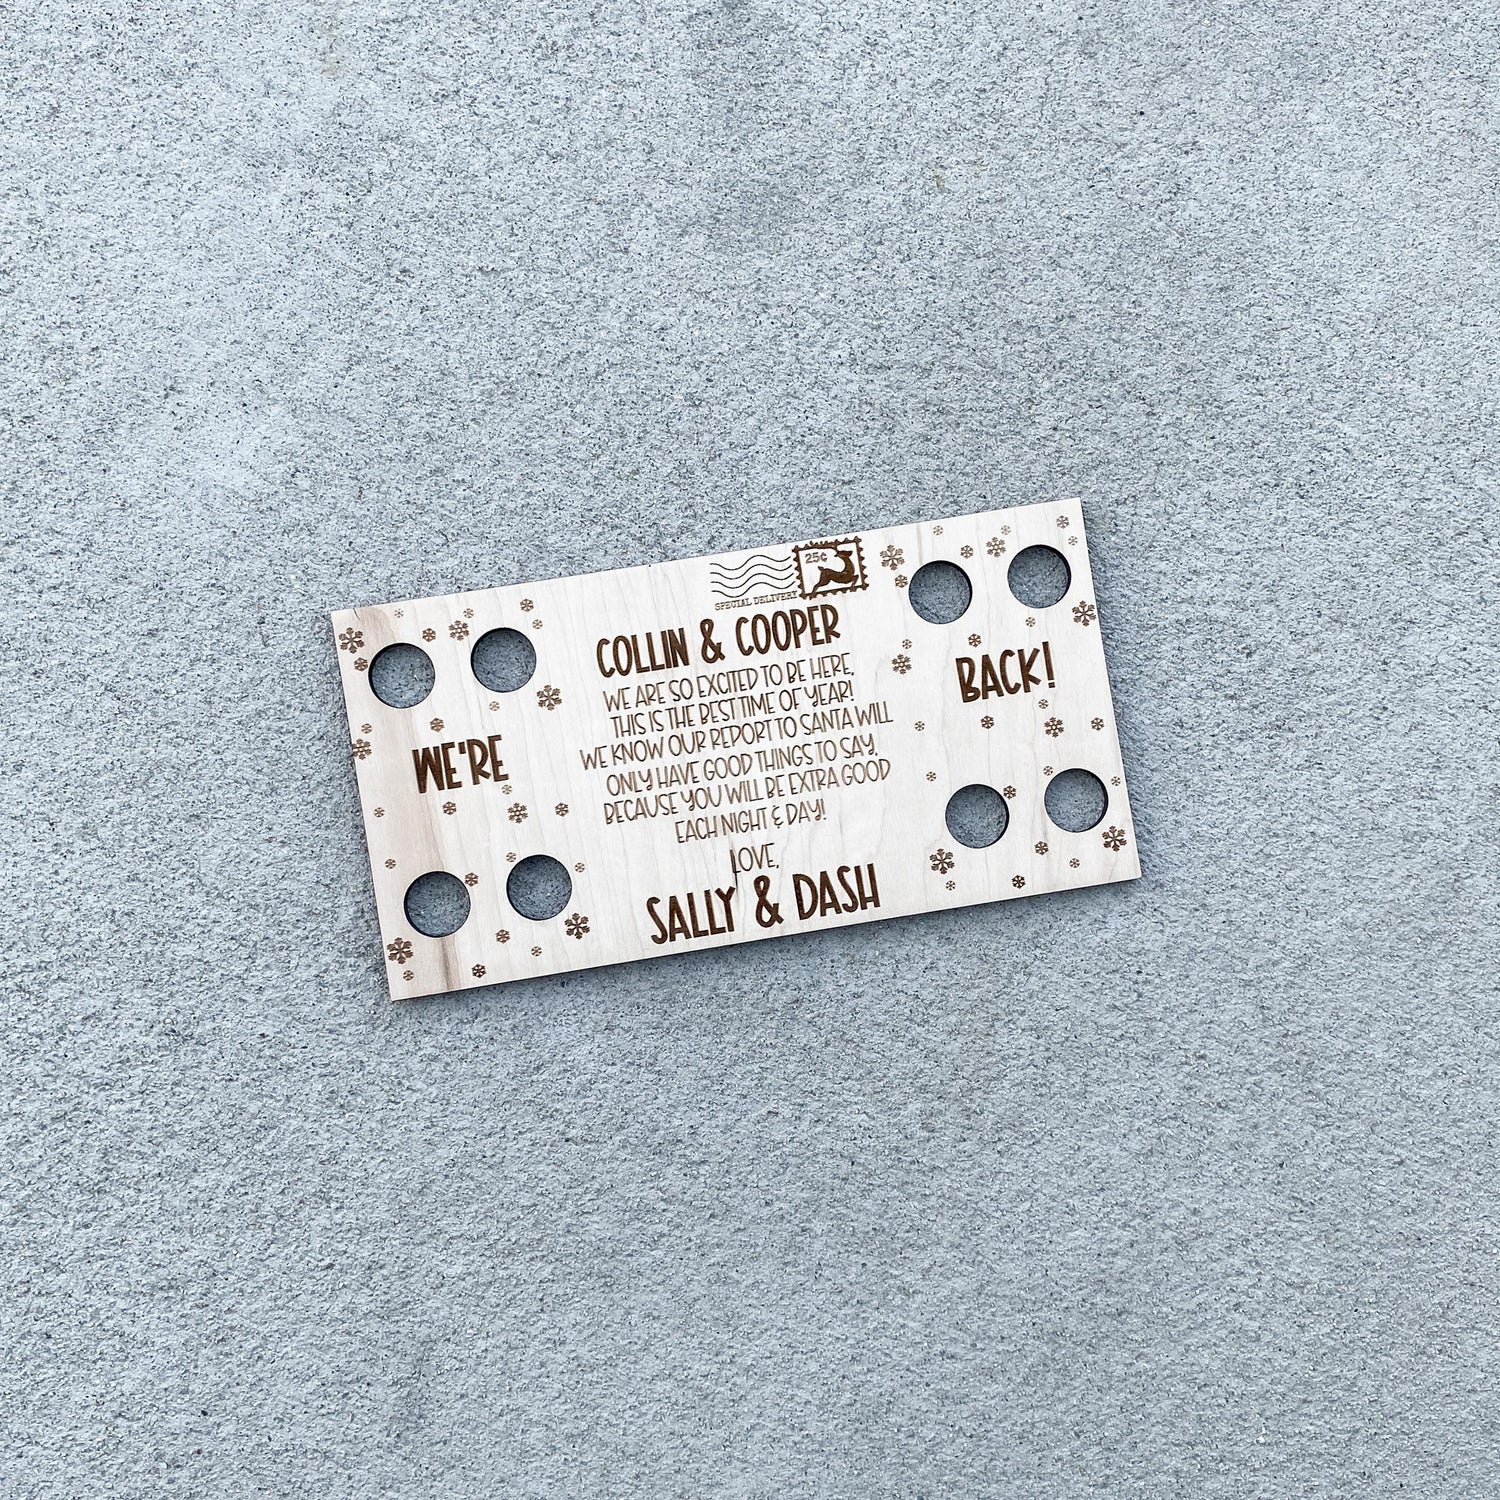 25¢
SPECIAL DELIVERY
WE'RE
BACK!
COLLIN & COOPER
WE ARE SO EXCITED TO BE HERE,
THIS IS THE BEST TIME OF YEAR!
WE KNOW OUR REPORT TO SANTA WILL
ONLY HAVE GOOD THINGS TO SAY,
BECAUSE YOU WILL BE EXTRA GOOD
EACH NIGHT & DAY!
LOVE,
SALLY & DASH